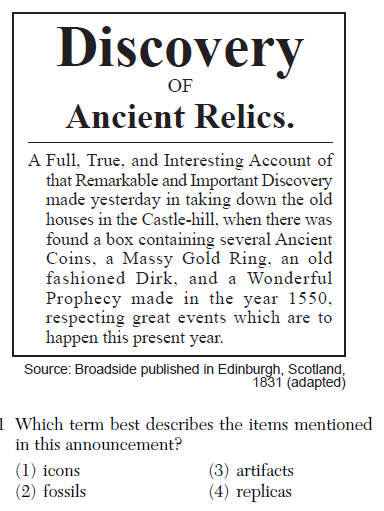 Discovery
OF
Ancient Relics.
A Full, True, and Interesting Account of
that Remarkable and Important Discovery
made yesterday in taking down the old
houses in the Castle-hill, when there was
found a box containing several Ancient
Coins, a Massy Gold Ring, an old
fashioned Dirk, and a Wonderful
Prophecy made in the year 1550,
respecting great events which are to
happen this present year.
Source: Broadside published in Edinburgh, Scotland,
1831 (adapted)
1 Which term best describes the items mentioned
in this announcement?
(1) icons
(2) fossils
(3) artifacts
(4) replicas